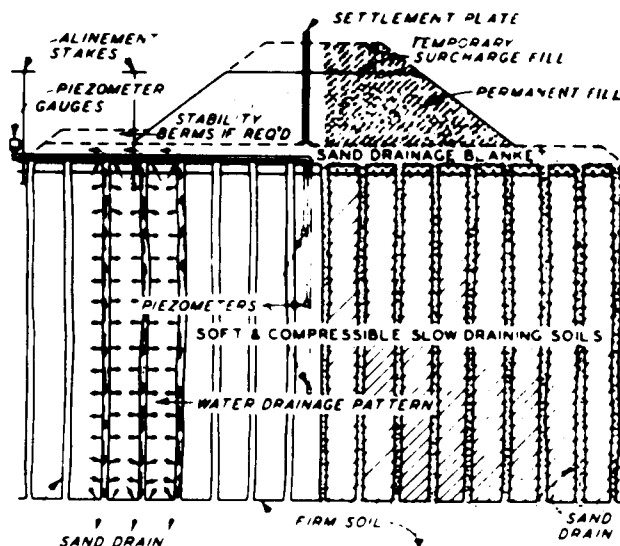 SETTLEMENT PLATE
ALINEMENT
STAKES
TEMPORARY
SURCHARGE FILL
PIEZOMETER
GAUGES
PERMANENT FILL
STABILITY
BERMS IF REQ'D
SAND DRAINAGE BLANKET
PIEZOMETERS
SOFT & COMPRESSIBLE SLOW DRAINING SOILS
WATER DRAINAGE PATTERN
FIRM SOIL
SAND DRAIN
SAND
DRAIN